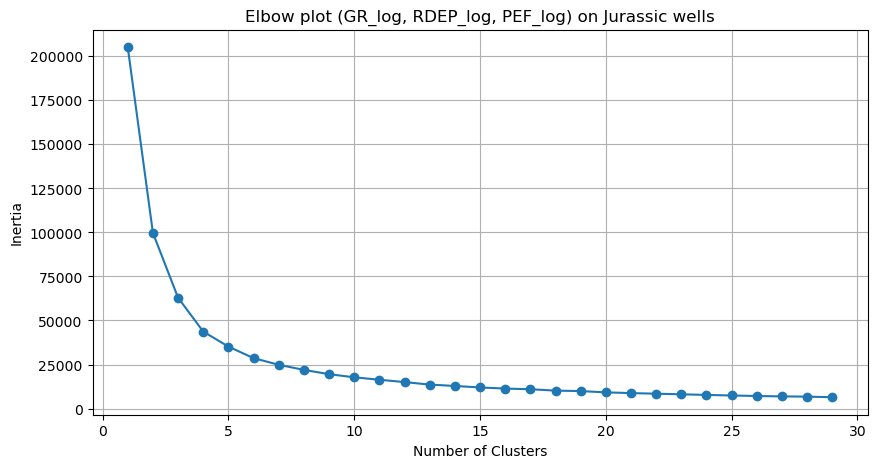 Elbow plot (GR_log, RDEP_log, PEF_log) on Jurassic wells
200000
175000
150000
125000
100000
75000
50000
25000
0
Inertia
0 5 10 15 20 25 30
Number of Clusters